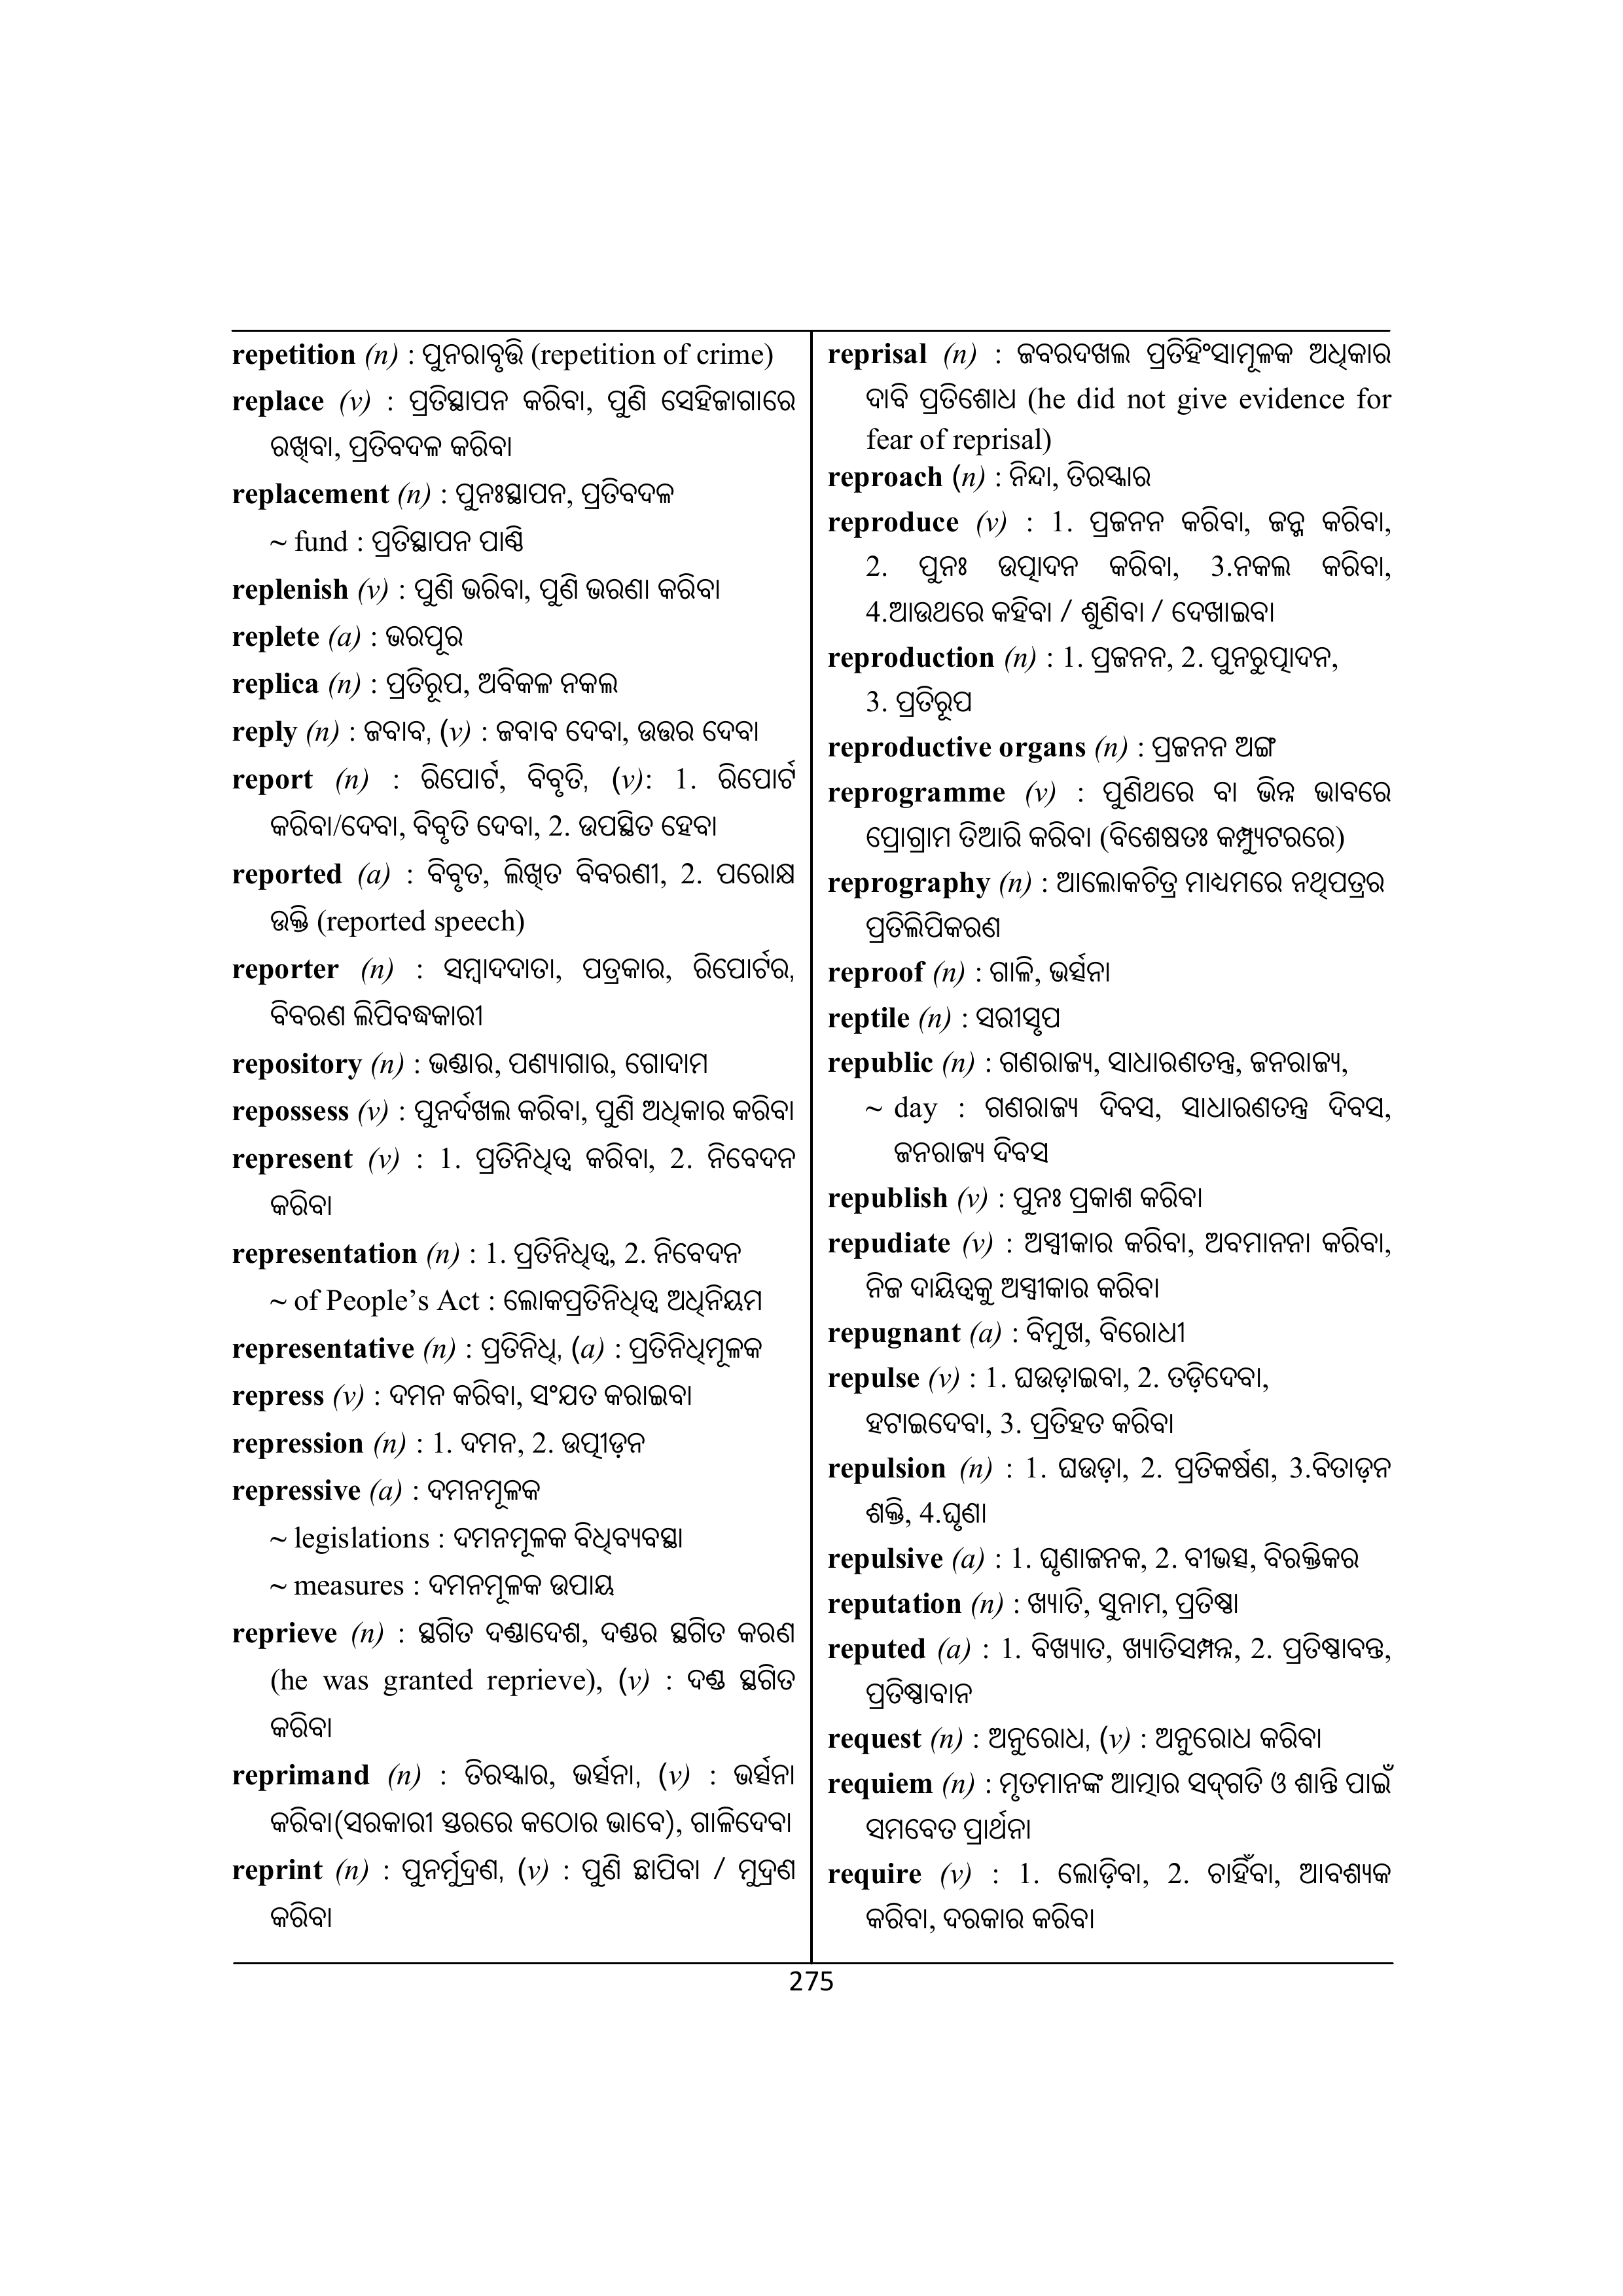 repetition (n) : ପୁନରାବୃତ୍ତି (repetition of crime)
replace (v) : ପ୍ରତିସ୍ଥାପନ କରିବା, ପୁଣି ସେହିଜାଗାରେ
ରଖିବା, ପ୍ରତିବଦଳ କରିବା
replacement (n) : ପୁନଃସ୍ଥାପନ, ପ୍ରତିବଦଳ
~ fund : ପ୍ରତିସ୍ଥାପନ ପାଣ୍ଠି
replenish (v) : ପୁଣି ଭରିବା, ପୁଣି ଭରଣା କରିବା
replete (a) : ଭରପୂର
replica (n) : ପ୍ରତିରୂପ, ଅବିକଳ ନକଲ
reply (n) : ଜବାବ, (v) : ଜବାବ ଦେବା, ଉତ୍ତର ଦେବା
report (n) : ରିପୋର୍ଟ, ବିବୃତି, (v): 1. ରିପୋର୍ଟ
କରିବା/ଦେବା, ବିବୃତି ଦେବା, 2. ଉପସ୍ଥିତ ହେବା
reported (a) : ବିବୃତ, ଲିଖିତ ବିବରଣୀ, 2. ପରୋକ୍ଷ
ଉକ୍ତି (reported speech)
reporter (n) : ସମ୍ବାଦଦାତା, ପତ୍ରକାର, ରିପୋର୍ଟର,
ବିବରଣ ଲିପିବଦ୍ଧକାରୀ
repository (n) : ଭଣ୍ଡାର, ପଣ୍ୟାଗାର, ଗୋଦାମ
repossess (v) : ପୁନର୍ଦଖଲ କରିବା, ପୁଣି ଅଧିକାର କରିବା
represent (v) : 1. ପ୍ରତିନିଧିତ୍ୱ କରିବା, 2. ନିବେଦନ
କରିବା
representation (n) : 1. ପ୍ରତିନିଧିତ୍ୱ, 2. ନିବେଦନ
~ of People’s Act : ଲୋକପ୍ରତିନିଧିତ୍ୱ ଅଧିନିୟମ
representative (n) : ପ୍ରତିନିଧି, (a) : ପ୍ରତିନିଧିମୂଳକ
repress (v) : ଦମନ କରିବା, ସଂଯତ କରାଇବା
repression (n) : 1. ଦମନ, 2. ଉତ୍ପୀଡ଼ନ
repressive (a) : ଦମନମୂଳକ
~ legislations : ଦମନମୂଳକ ବିଧିବ୍ୟବସ୍ଥା
~ measures : ଦମନମୂଳକ ଉପାୟ
reprieve (n) : ସ୍ଥଗିତ ଦଣ୍ଡାଦେଶ, ଦଣ୍ଡର ସ୍ଥଗିତ କରଣ
(he was granted reprieve), (v) : ଦଣ୍ଡ ସ୍ଥଗିତ
କରିବା
reprimand (n) : ତିରସ୍କାର, ଭର୍ତ୍ସନା, (v) : ଭର୍ତ୍ସନା
କରିବା(ସରକାରୀ ସ୍ତରରେ କଠୋର ଭାବେ), ଗାଳିଦେବା
reprint (n) : ପୁନର୍ମୁଦ୍ରଣ, (v) : ପୁଣି ଛାପିବା / ମୁଦ୍ରଣ
କରିବା
reprisal (n) : ଜବରଦଖଲ ପ୍ରତିହିଂସାମୂଳକ ଅଧିକାର
ଦାବି ପ୍ରତିଶୋଧ (he did not give evidence for
fear of reprisal)
reproach (n) : ନିନ୍ଦା, ତିରସ୍କାର
reproduce (v) : 1. ପ୍ରଜନନ କରିବା, ଜନ୍ମ କରିବା,
2. ପୁନଃ ଉତ୍ପାଦନ କରିବା, 3.ନକଲ କରିବା,
4.ଆଉଥରେ କହିବା / ଶୁଣିବା / ଦେଖାଇବା
reproduction (n) : 1. ପ୍ରଜନନ, 2. ପୁନରୁତ୍ପାଦନ,
3. ପ୍ରତିରୂପ
reproductive organs (n) : ପ୍ରଜନନ ଅଙ୍ଗ
reprogramme (v) : ପୁଣିଥରେ ବା ଭିନ୍ନ ଭାବରେ
ପ୍ରୋଗ୍ରାମ ତିଆରି କରିବା (ବିଶେଷତଃ କମ୍ପ୍ୟୁଟରରେ)
reprography (n) : ଆଲୋକଚିତ୍ର ମାଧ୍ୟମରେ ନଥିପତ୍ରର
ପ୍ରତିଲିପିକରଣ
reproof (n) : ଗାଳି, ଭର୍ତ୍ସନା
reptile (n) : ସରୀସୃପ
republic (n) : ଗଣରାଜ୍ୟ, ସାଧାରଣତନ୍ତ୍ର, ଜନରାଜ୍ୟ,
~ day : ଗଣରାଜ୍ୟ ଦିବସ, ସାଧାରଣତନ୍ତ୍ର ଦିବସ,
ଜନରାଜ୍ୟ ଦିବସ
republish (v) : ପୁନଃ ପ୍ରକାଶ କରିବା
repudiate (v) : ଅସ୍ୱୀକାର କରିବା, ଅବମାନନା କରିବା,
ନିଜ ଦାୟିତ୍ୱକୁ ଅସ୍ୱୀକାର କରିବା
repugnant (a) : ବିମୁଖ, ବିରୋଧୀ
repulse (v) : 1. ଘଉଡ଼ାଇବା, 2. ତଡ଼ିଦେବା,
ହଟାଇଦେବା, 3. ପ୍ରତିହତ କରିବା
repulsion (n) : 1. ଘଉଡ଼ା, 2. ପ୍ରତିକର୍ଷଣ, 3.ବିତାଡ଼ନ
ଶକ୍ତି, 4.ଘୃଣା
repulsive (a) : 1. ଘୃଣାଜନକ, 2. ବୀଭତ୍ସ, ବିରକ୍ତିକର
reputation (n) : ଖ୍ୟାତି, ସୁନାମ, ପ୍ରତିଷ୍ଠା
reputed (a) : 1. ବିଖ୍ୟାତ, ଖ୍ୟାତିସମ୍ପନ୍ନ, 2. ପ୍ରତିଷ୍ଠାବନ୍ତ,
ପ୍ରତିଷ୍ଠାବାନ
request (n) : ଅନୁରୋଧ, (v) : ଅନୁରୋଧ କରିବା
requiem (n) : ମୃତମାନଙ୍କ ଆତ୍ମାର ସଦ୍‌ଗତି ଓ ଶାନ୍ତି ପାଇଁ
ସମବେତ ପ୍ରାର୍ଥନା
require (v) : 1. ଲୋଡ଼ିବା, 2. ଚାହିଁବା, ଆବଶ୍ୟକ
କରିବା, ଦରକାର କରିବା
275